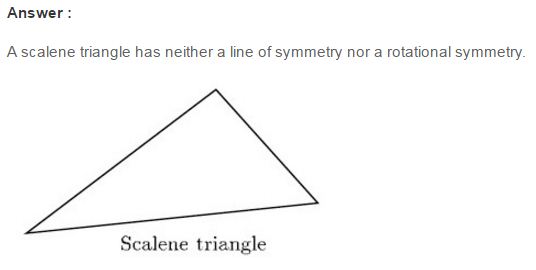 Answer :
A scalene triangle has neither a line of symmetry nor a rotational symmetry.
Scalene triangle